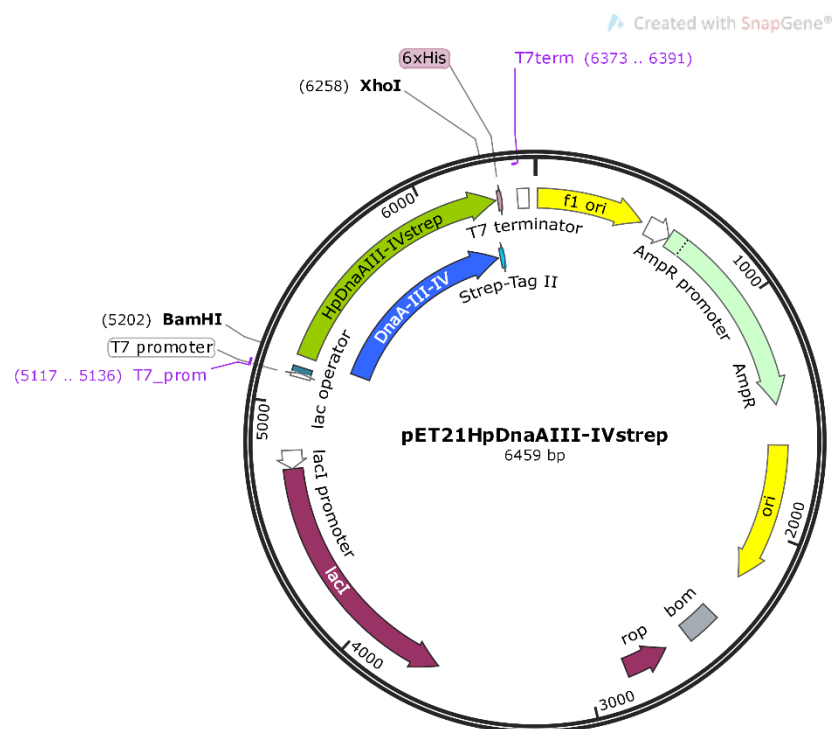 Created with SnapGene®
6xHis
T7term (6373 .. 6391)
(6258) XhoI
6000
f1 ori
T7 terminator
HpDnaAIII-IVstrep
AmpR promoter
1000
Strep-Tag II
DnaA-III-IV
(5202) BamHI
T7 promoter
(5117 .. 5136) T7_prom
lac operator
AmpR
5000
pET21HpDnaAIII-IVstrep
6459 bp
lacI promoter
ori
2000
lacI
bom
rop
4000
3000